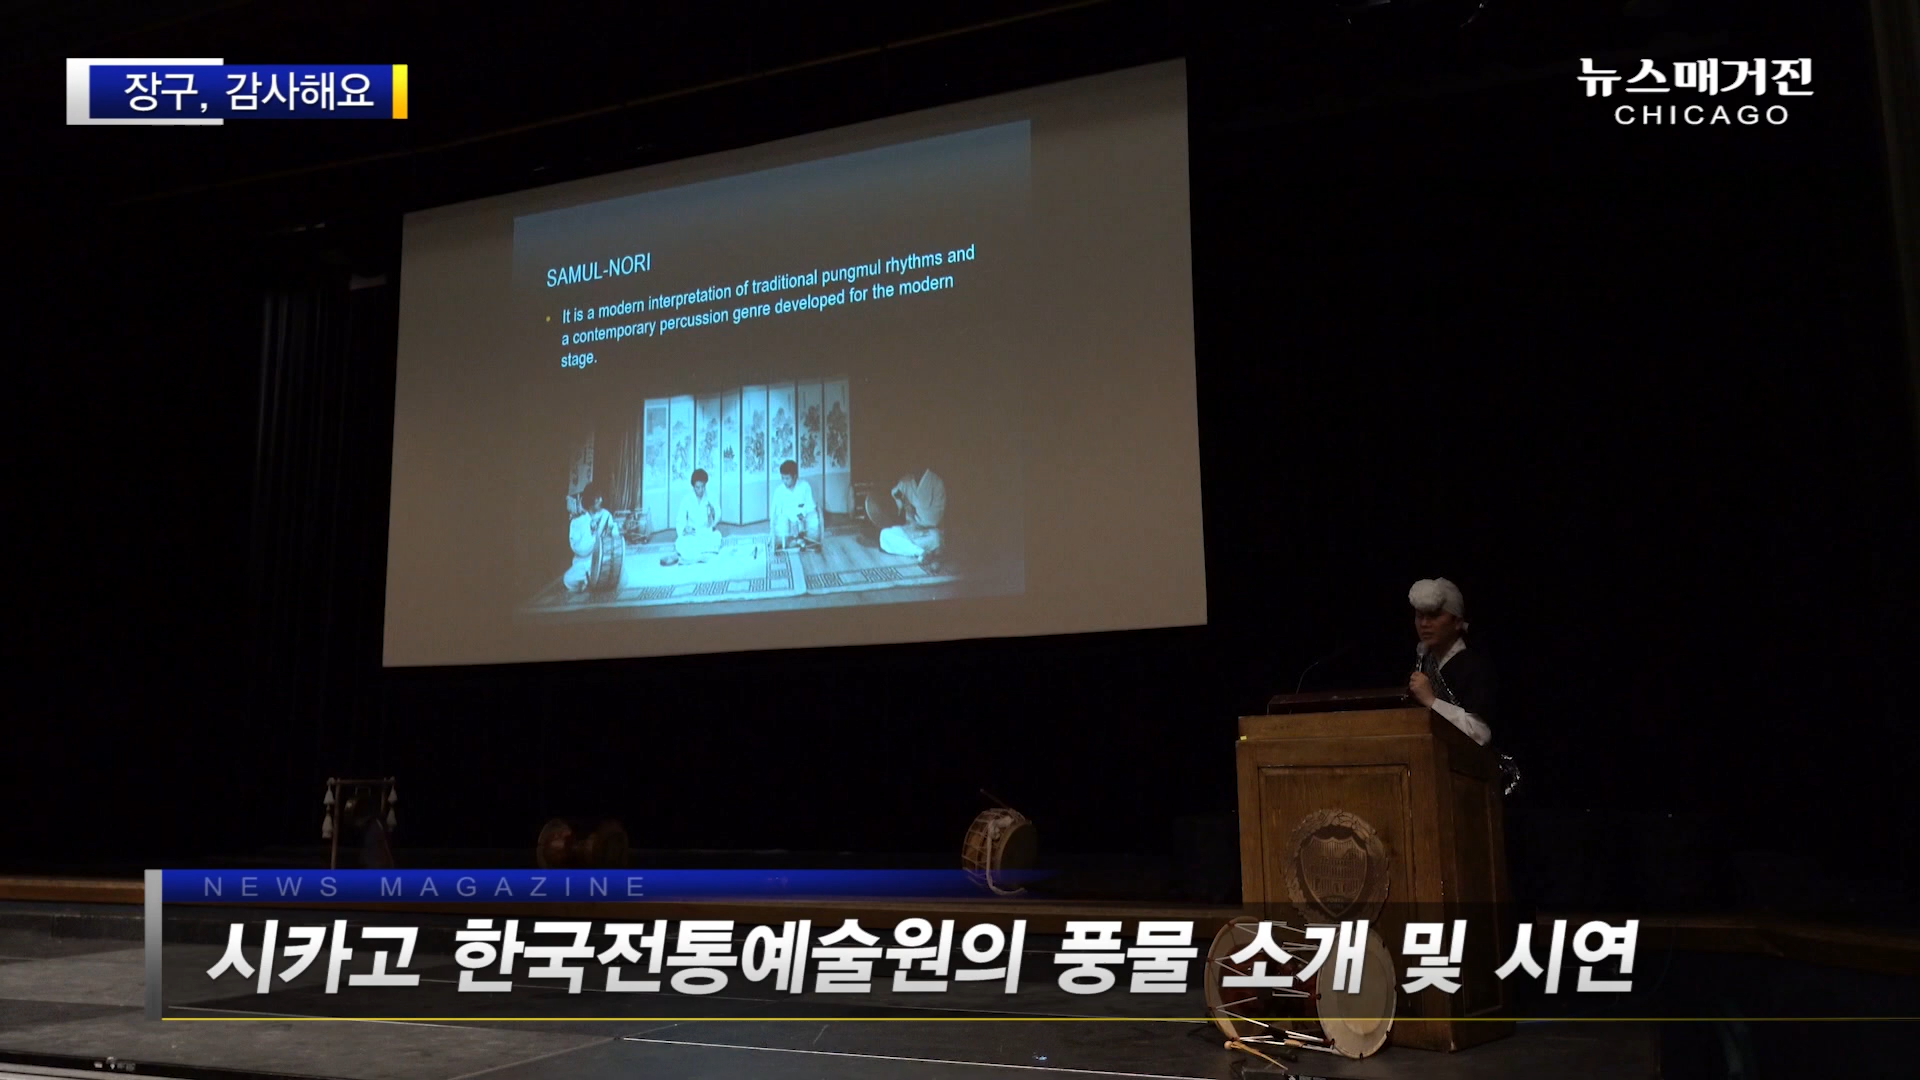 장구, 감사해요
뉴스매거진
CHICAGO
SAMUL-NORI
It is a modern interpretation of traditional pungmul rhythms and
a contemporary percussion genre developed for the modern
stage.
NEWS MAGAZINE
시카고 한국전통예술원의 풍물 소개 및 시연